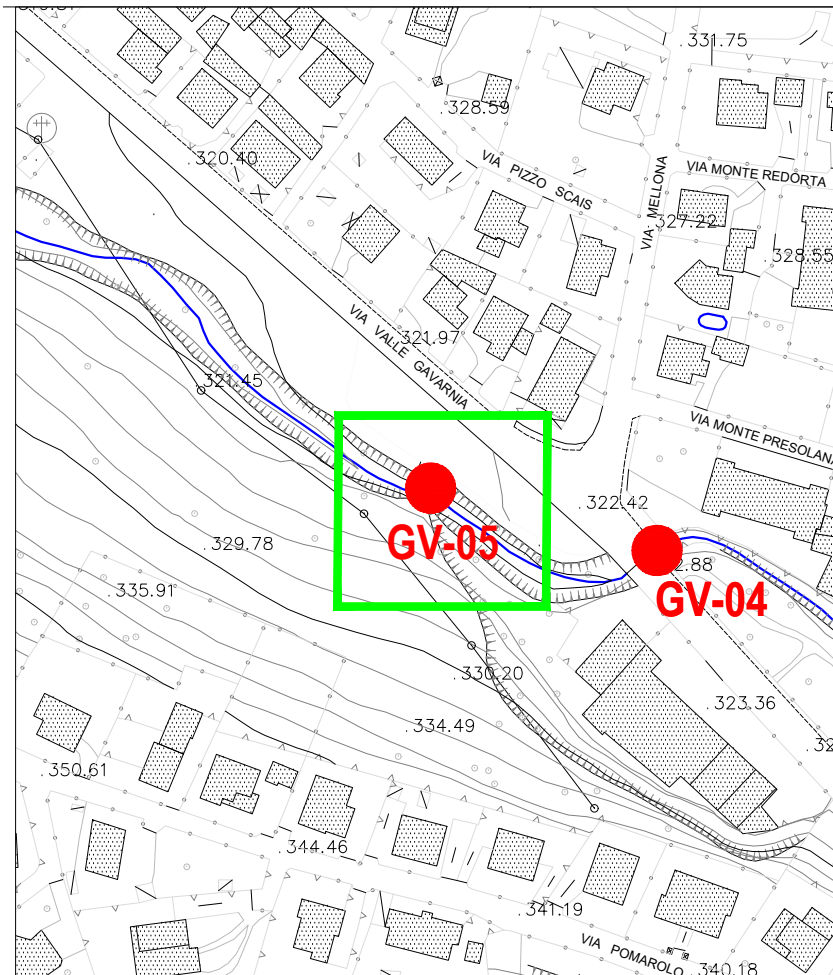 .331.75
.328.59
.320.40
VIA PIZZO SCAIS
VIA MONTE REDORTA
VIA MELLONA
.327.22
.328.55
VIA VALLE GAVARNIA
.321.97
.321.45
VIA MONTE PRESOLANA
.322.42
GV-05
.329.78
2.88
GV-04
.335.91
.330.20
.323.36
.334.49
.350.61
.344.46
.341.19
VIA POMAROLO
.340.18